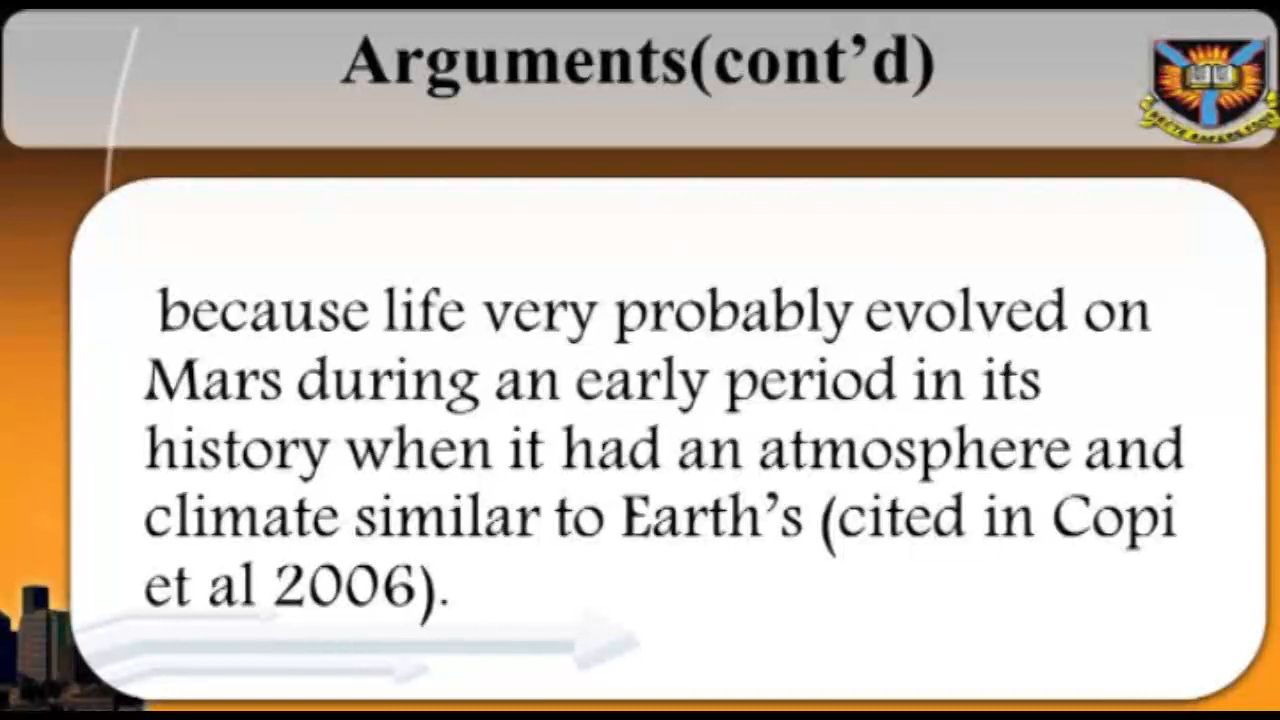 Arguments(cont'd)
because life very probably evolved on
Mars during an early period in its
history when it had an atmosphere and
climate similar to Earth's (cited in Copi
et al 2006).